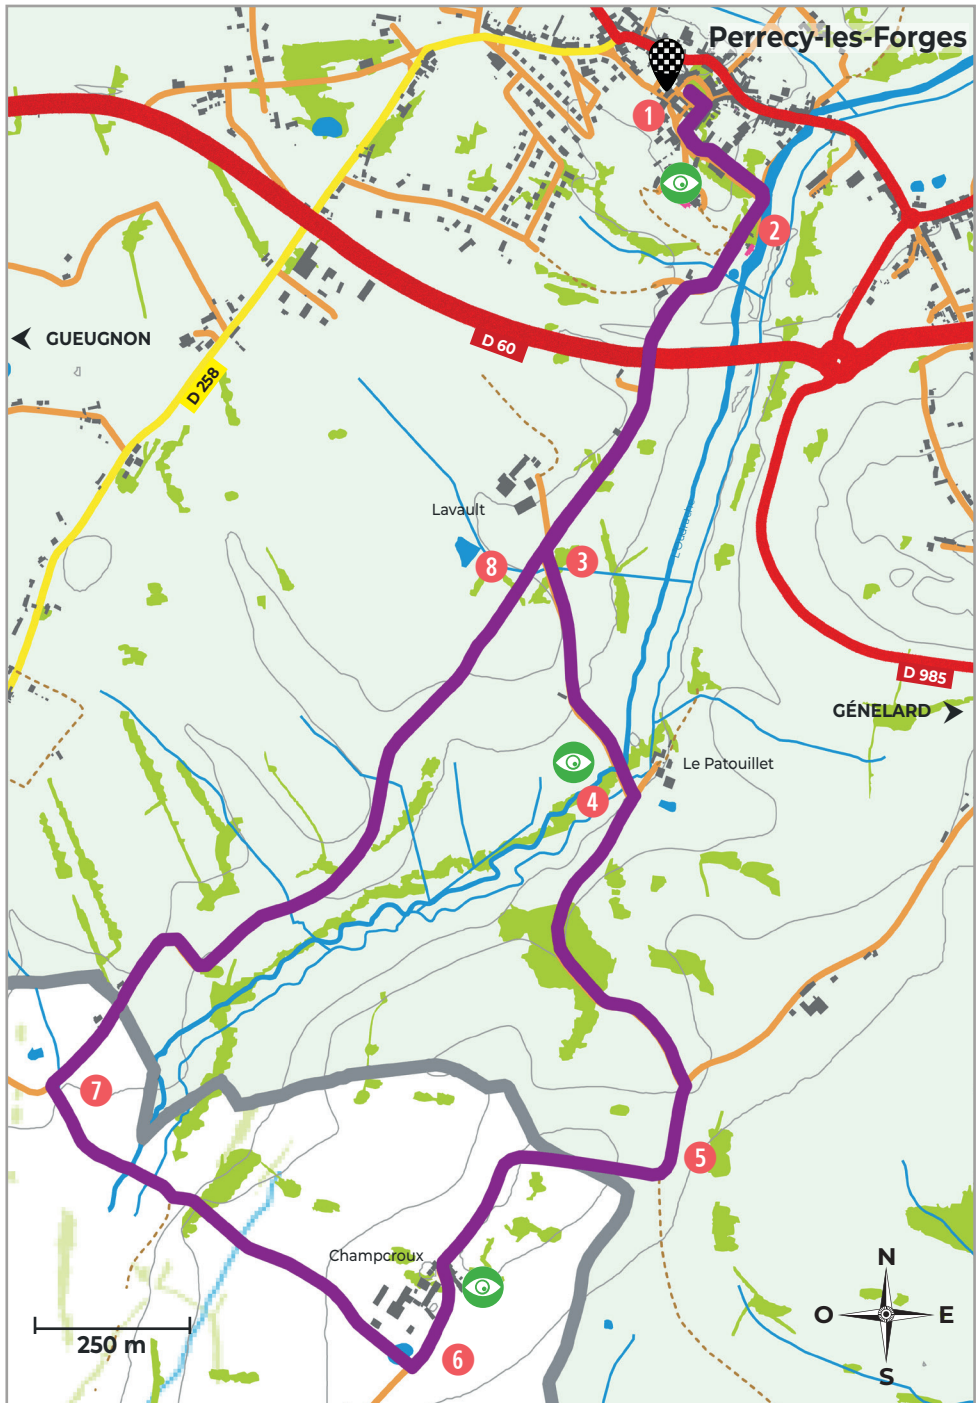 Perrecy-les-Forges
1
2
GUEUGNON
D 60
D 258
Lavault
8
3
D 985
GÉNELARD
Le Patouillet
4
7
5
Champcroux
6
250 m
N
O
E
S